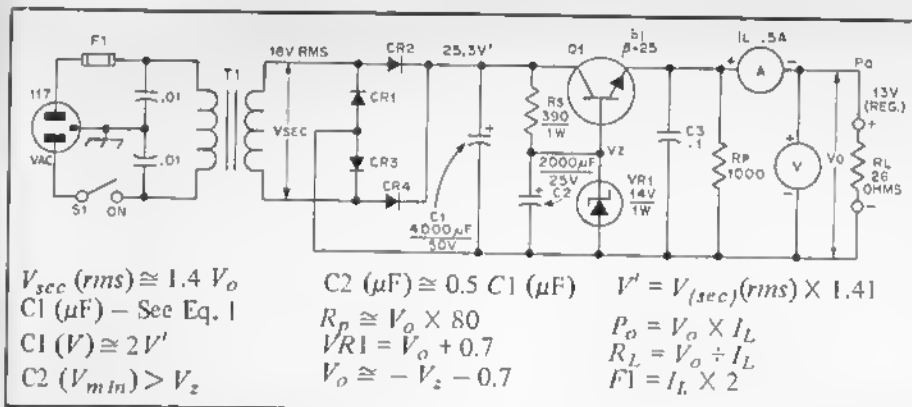 F1
117
VAC
S1
ON
.01
.01
T1
18V RMS
VSEC
CR2
CR1
CR3
CR4
25.3V'
C1
4000µF
50V
RS
390
1W
2000µF
25V
C2
Q1
β=25
VZ
VR1
14V
1W
C3
.1
RP
1000
IL .5A
+ A −
+
V
−
VO
PO
13V
(REG.)
+
RL
26
OHMS
−
Vsec (rms) ≅ 1.4 Vo
C1 (µF) – See Eq. 1
C1 (V) ≅ 2V'
C2 (Vmin) > Vz
C2 (µF) ≅ 0.5 C1 (µF)
Rp ≅ Vo × 80
VR1 = Vo + 0.7
Vo ≅ − Vz − 0.7
V' = V(sec) (rms) × 1.41
Po = Vo × IL
RL = Vo ÷ IL
F1 = IL × 2